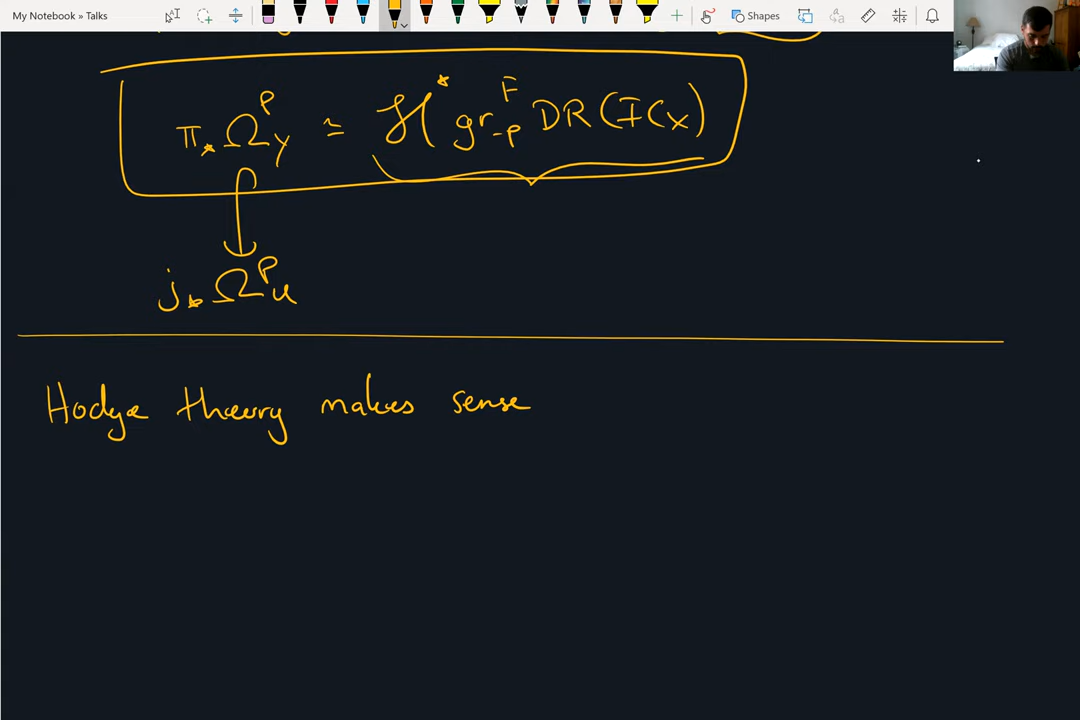 My Notebook » Talks
Shapes
π_* Ω^p_Y ≃ ℋ^* gr^F_{-p} DR(IC_X)
j_* Ω^p_U
Hodge theory makes sense